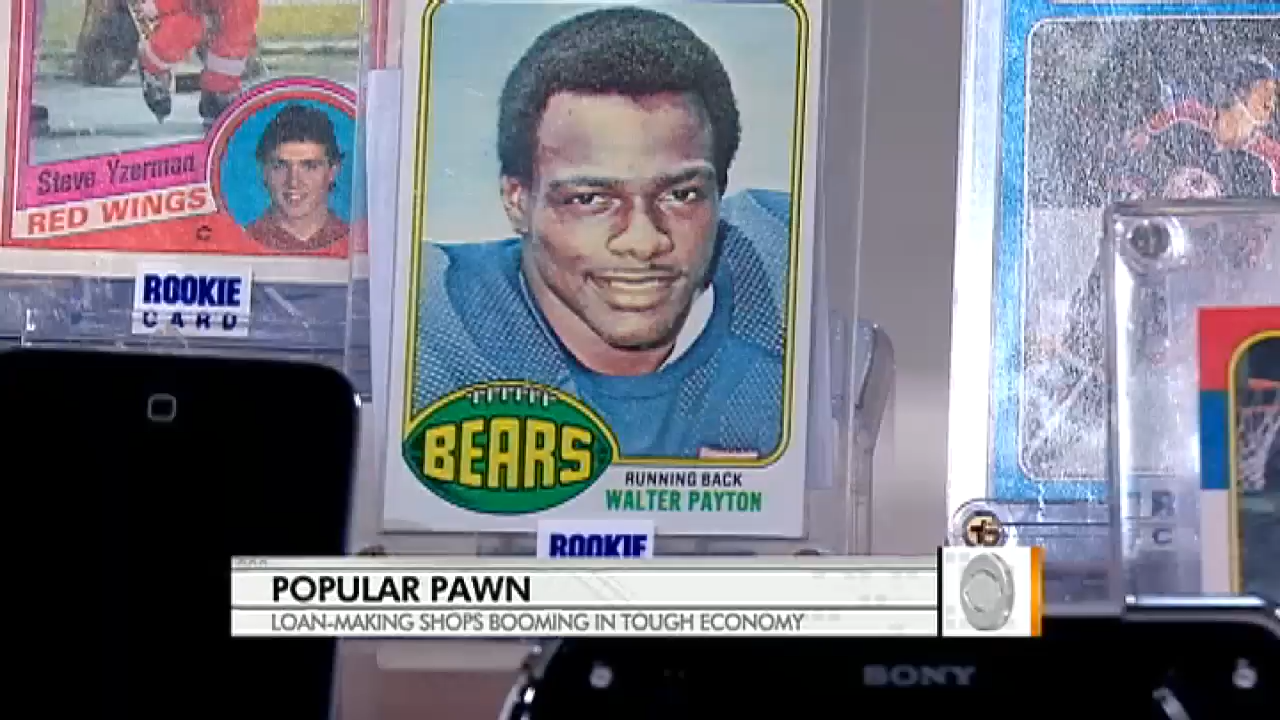 Steve Yzerman
RED WINGS
C
ROOKIE
CARD
BEARS
RUNNING BACK
WALTER PAYTON
ROOKIE
POPULAR PAWN
LOAN-MAKING SHOPS BOOMING IN TOUGH ECONOMY
SONY